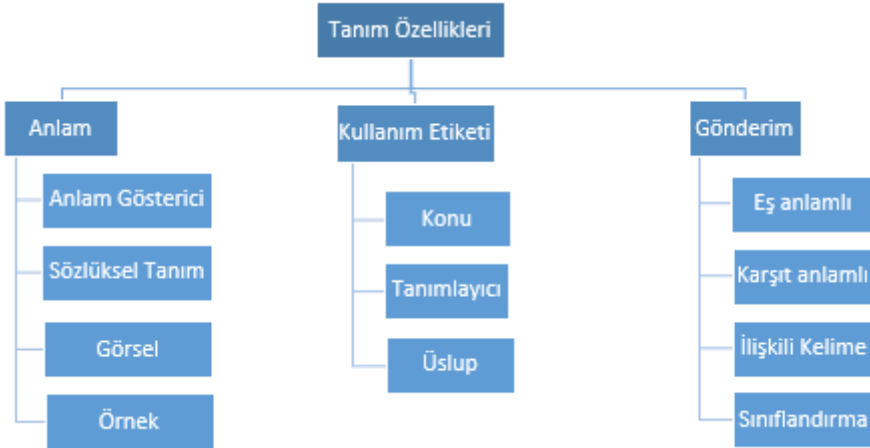 Tanım Özellikleri
Anlam
Anlam Gösterici
Sözlüksel Tanım
Görsel
Örnek
Kullanım Etiketi
Konu
Tanımlayıcı
Üslup
Gönderim
Eş anlamlı
Karşıt anlamlı
İlişkili Kelime
Sınıflandırma